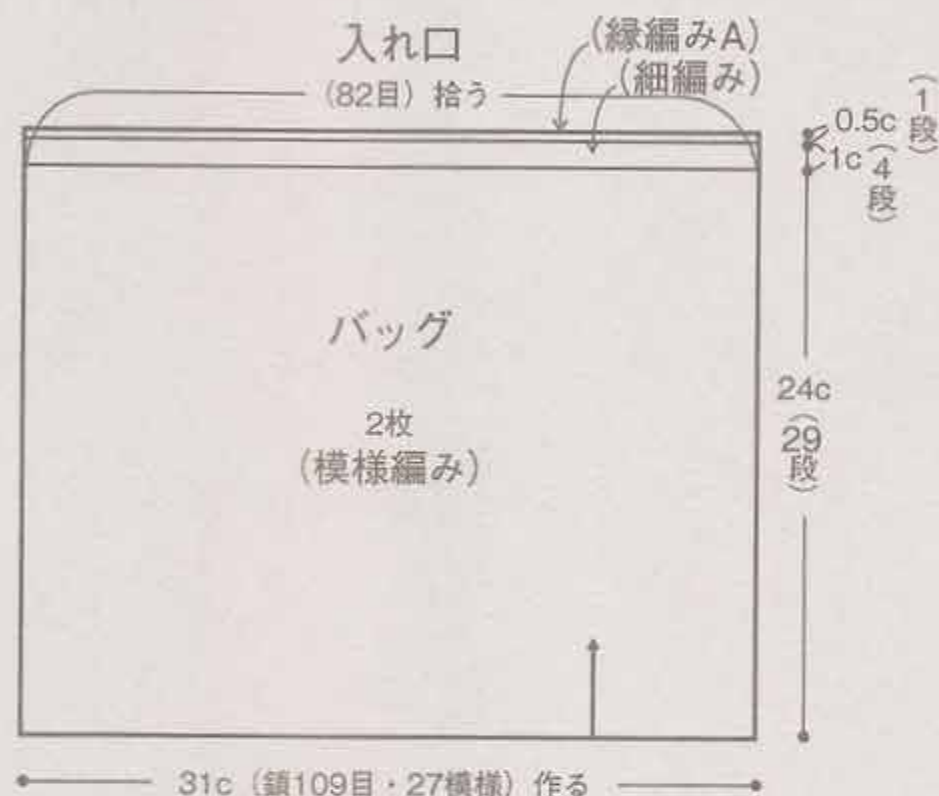 入れ口
(82目) 拾う
(縁編みA)
(細編み)
0.5c(1段)
1c(4段)
バッグ
2枚
(模様編み)
24c
(29段)
31c (鎖109目・27模様) 作る